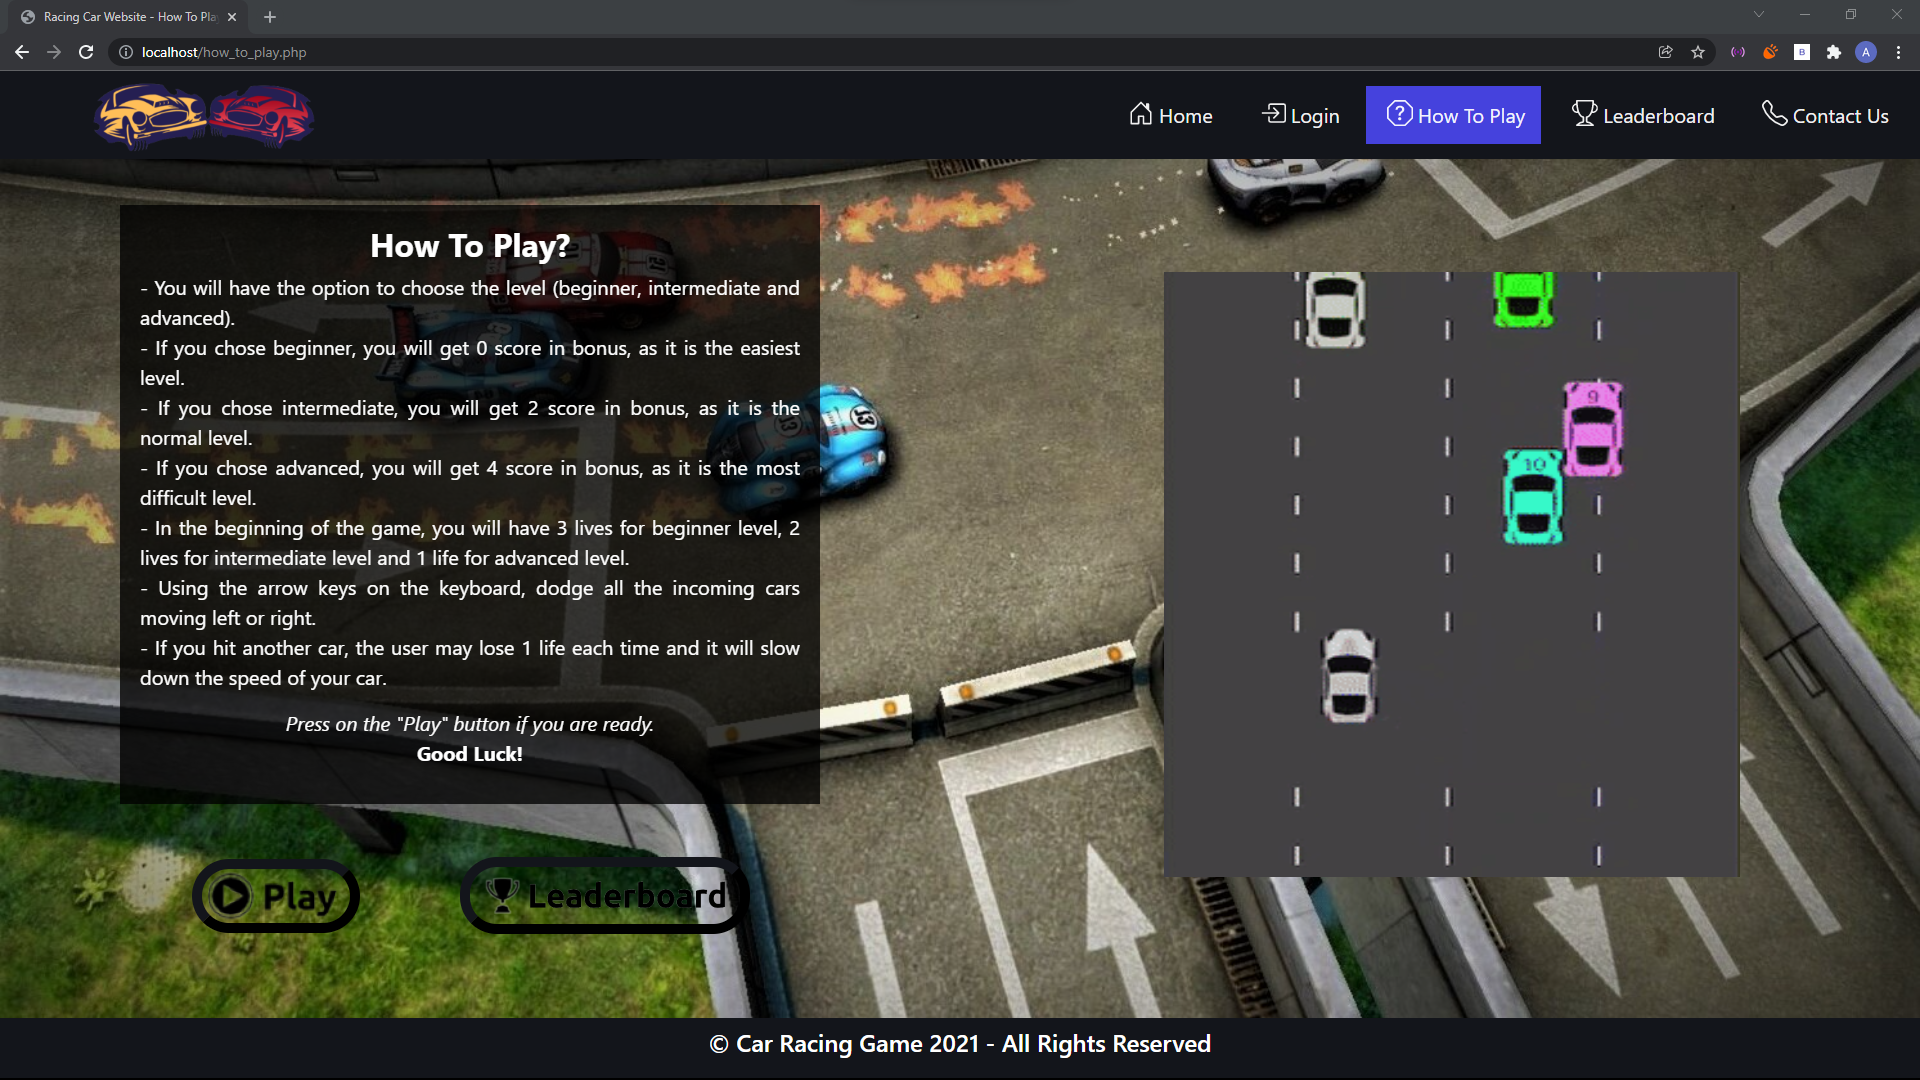 Racing Car Website - How To Pla
localhost/how_to_play.php
B
A
Home
Login
How To Play
Leaderboard
Contact Us
How To Play?
- You will have the option to choose the level (beginner, intermediate and
advanced).
- If you chose beginner, you will get 0 score in bonus, as it is the easiest
level.
- If you chose intermediate, you will get 2 score in bonus, as it is the
normal level.
- If you chose advanced, you will get 4 score in bonus, as it is the most
difficult level.
- In the beginning of the game, you will have 3 lives for beginner level, 2
lives for intermediate level and 1 life for advanced level.
- Using the arrow keys on the keyboard, dodge all the incoming cars
moving left or right.
- If you hit another car, the user may lose 1 life each time and it will slow
down the speed of your car.
Press on the "Play" button if you are ready.
Good Luck!
13
9
10
Play
Leaderboard
© Car Racing Game 2021 - All Rights Reserved